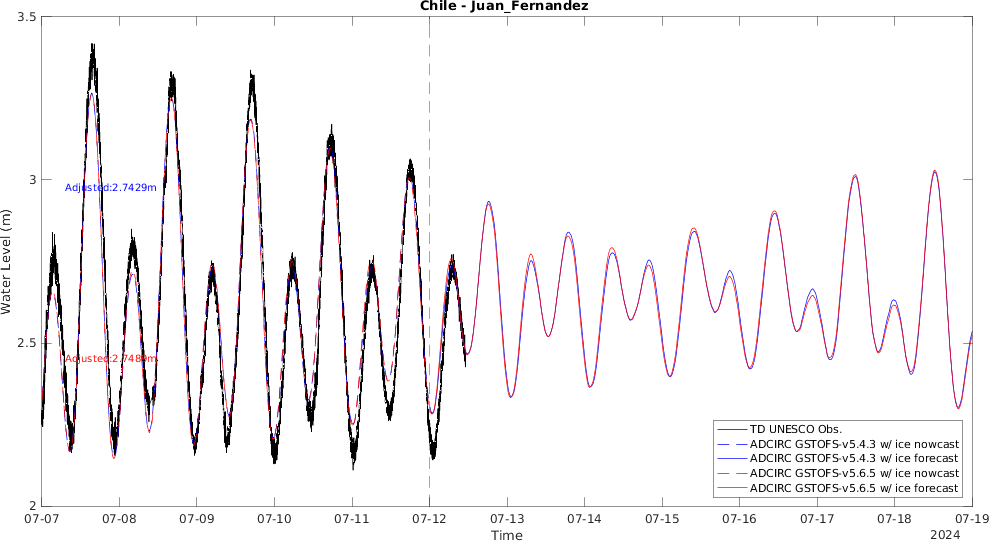 Chile - Juan_Fernandez
3.5
3
2.5
2
Water Level (m)
Adjusted:2.7429m
Adjusted:2.7489m
TD UNESCO Obs.
ADCIRC GSTOFS-v5.4.3 w/ ice nowcast
ADCIRC GSTOFS-v5.4.3 w/ ice forecast
ADCIRC GSTOFS-v5.6.5 w/ ice nowcast
ADCIRC GSTOFS-v5.6.5 w/ ice forecast
07-07 07-08 07-09 07-10 07-11 07-12 07-13 07-14 07-15 07-16 07-17 07-18 07-19
Time
2024